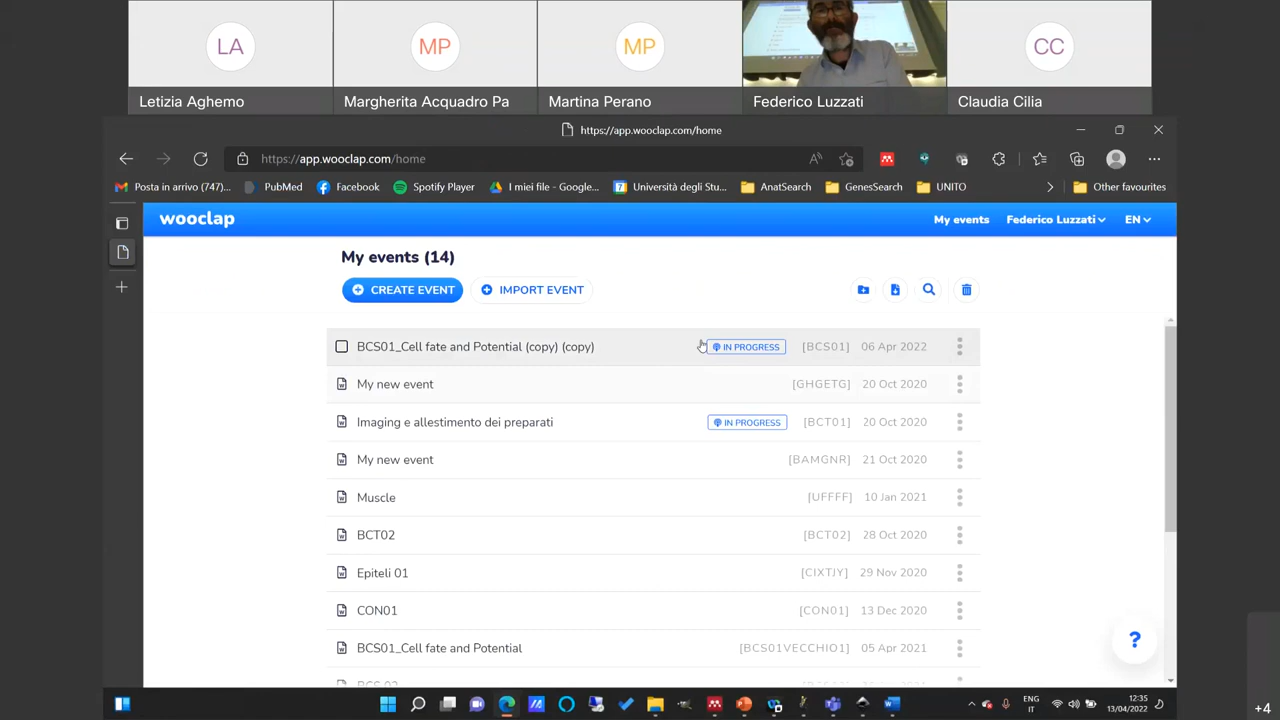 LA
MP
MP
CC
Letizia Aghemo
Margherita Acquadro Pa
Martina Perano
Federico Luzzati
Claudia Cilia
https://app.wooclap.com/home
https://app.wooclap.com/home
Posta in arrivo (747)...
PubMed
Facebook
Spotify Player
I miei file - Google...
Università degli Stu...
AnatSearch
GenesSearch
UNITO
Other favourites
wooclap
My events
Federico Luzzati
EN
My events (14)
CREATE EVENT
IMPORT EVENT
BCS01_Cell fate and Potential (copy) (copy) IN PROGRESS [BCS01] 06 Apr 2022
My new event [GHGETG] 20 Oct 2020
Imaging e allestimento dei preparati IN PROGRESS [BCT01] 20 Oct 2020
My new event [BAMGNR] 21 Oct 2020
Muscle [UFFFF] 10 Jan 2021
BCT02 [BCT02] 28 Oct 2020
Epiteli 01 [CIXTJY] 29 Nov 2020
CON01 [CON01] 13 Dec 2020
BCS01_Cell fate and Potential [BCS01VECCHIO1] 05 Apr 2021
?
ENG
IT
12:35
13/04/2022
+4